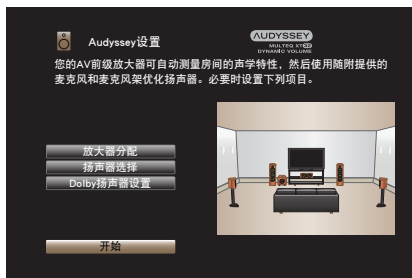 Audyssey设置
AUDYSSEY
MULTEQ XT32
DYNAMIC VOLUME
您的AV前级放大器可自动测量房间的声学特性，然后使用随附提供的
麦克风和麦克风架优化扬声器。必要时设置下列项目。
放大器分配
扬声器选择
Dolby扬声器设置
开始